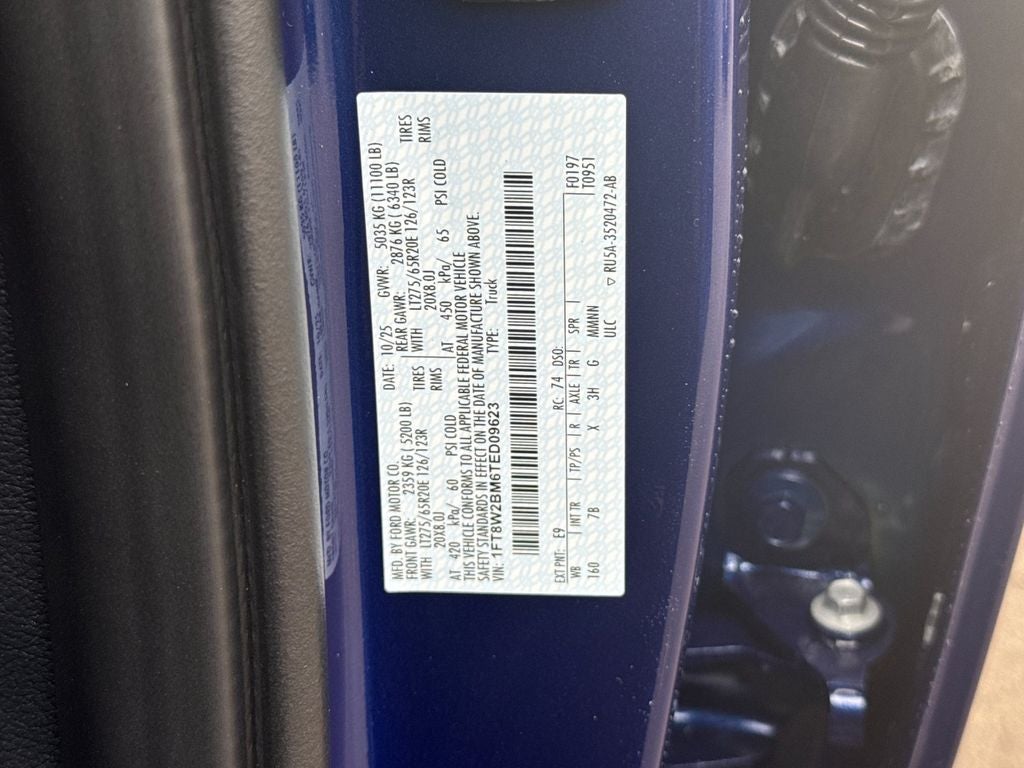 MFD. BY FORD MOTOR CO.
DATE: 10/25 GVWR: 5035 KG (11100 LB)
FRONT GAWR: 2359 KG ( 5200 LB) REAR GAWR: 2876 KG ( 6340 LB)
WITH LT275/65R20E 126/123R TIRES WITH LT275/65R20E 126/123R TIRES
20X8.0J RIMS 20X8.0J RIMS
AT 420 kPa/ 60 PSI COLD AT 450 kPa/ 65 PSI COLD
THIS VEHICLE CONFORMS TO ALL APPLICABLE FEDERAL MOTOR VEHICLE
SAFETY STANDARDS IN EFFECT ON THE DATE OF MANUFACTURE SHOWN ABOVE.
VIN: 1FT8W2BM6TED09623 TYPE: Truck
F0197
EXT PNT: E9 RC: 74 DSO: T0951
WB INT TR TP/PS R AXLE TR SPR
160 7B X 3H G MMNNN
ULC ▽ RU5A-3520472-AB